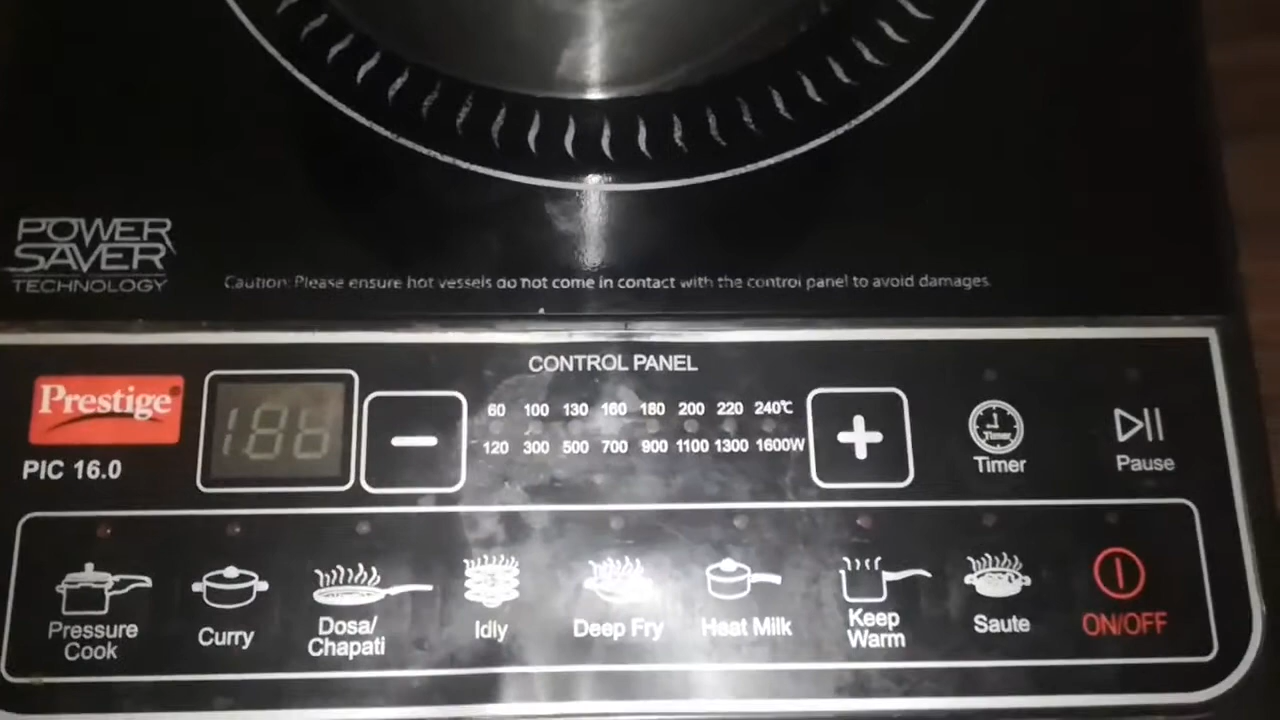 POWER
SAVER
TECHNOLOGY
Caution: Please ensure hot vessels do not come in contact with the control panel to avoid damages.
CONTROL PANEL
Prestige
PIC 16.0
60 100 130 160 180 200 220 240℃
120 300 500 700 900 1100 1300 1600W
Timer
Timer
Pause
Pressure
Cook
Curry
Dosa/
Chapati
Idly
Deep Fry
Heat Milk
Keep
Warm
Saute
ON/OFF